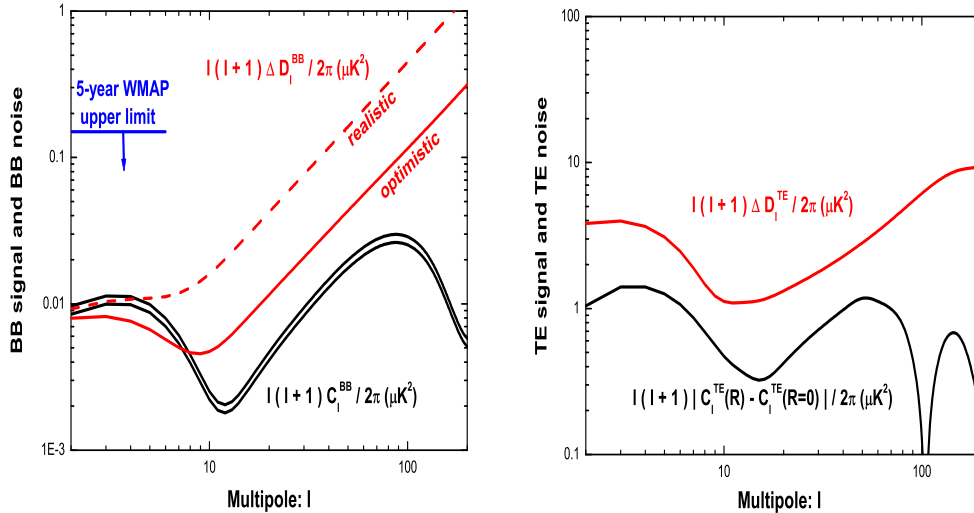 BB signal and BB noise
1
0.1
0.01
1E-3
l ( l + 1 ) Δ D_l^BB / 2π (μK²)
5-year WMAP
upper limit
realistic
optimistic
l ( l + 1 ) C_l^BB / 2π (μK²)
10
100
Multipole: l
TE signal and TE noise
100
10
1
0.1
l ( l + 1 ) Δ D_l^TE / 2π (μK²)
l ( l + 1 ) | C_l^TE(R) - C_l^TE(R=0) | / 2π (μK²)
10
100
Multipole: l